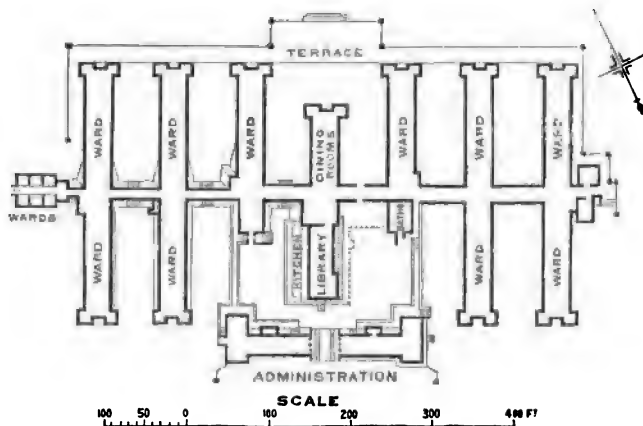 TERRACE
WARD
WARD
WARD
DINING
ROOMS
WARD
WARD
WARD
WARDS
WARD
WARD
KITCHEN
LIBRARY
BATHS
WARD
WARD
ADMINISTRATION
SCALE
100 50 0 100 200 300 400 FT